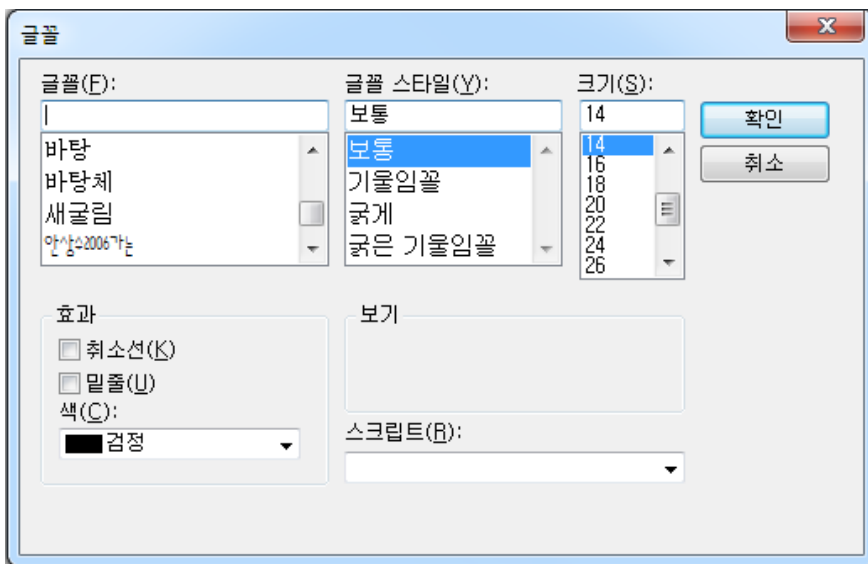 글꼴
글꼴(F):
글꼴 스타일(Y):
크기(S):
보통
14
확인
바탕
바탕체
새굴림
안상수2006가는
보통
기울임꼴
굵게
굵은 기울임꼴
14
16
18
20
22
24
26
취소
효과
취소선(K)
밑줄(U)
색(C):
검정
보기
스크립트(R):